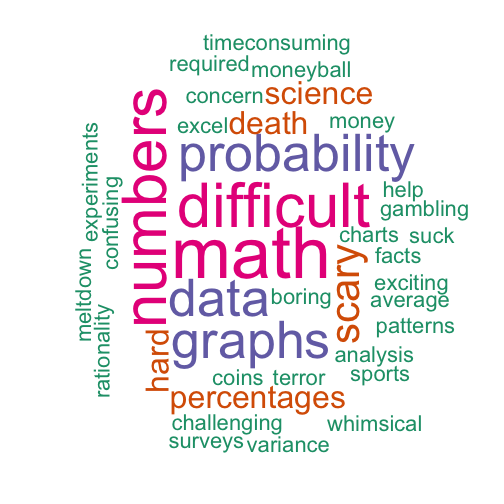 timeconsuming
required
moneyball
concern
science
excel
death
money
numbers
probability
experiments
confusing
difficult
help
gambling
math
charts
suck
scary
facts
meltdown
data
boring
exciting
average
rationality
hard
graphs
patterns
analysis
coins
terror
sports
percentages
challenging
whimsical
surveys
variance